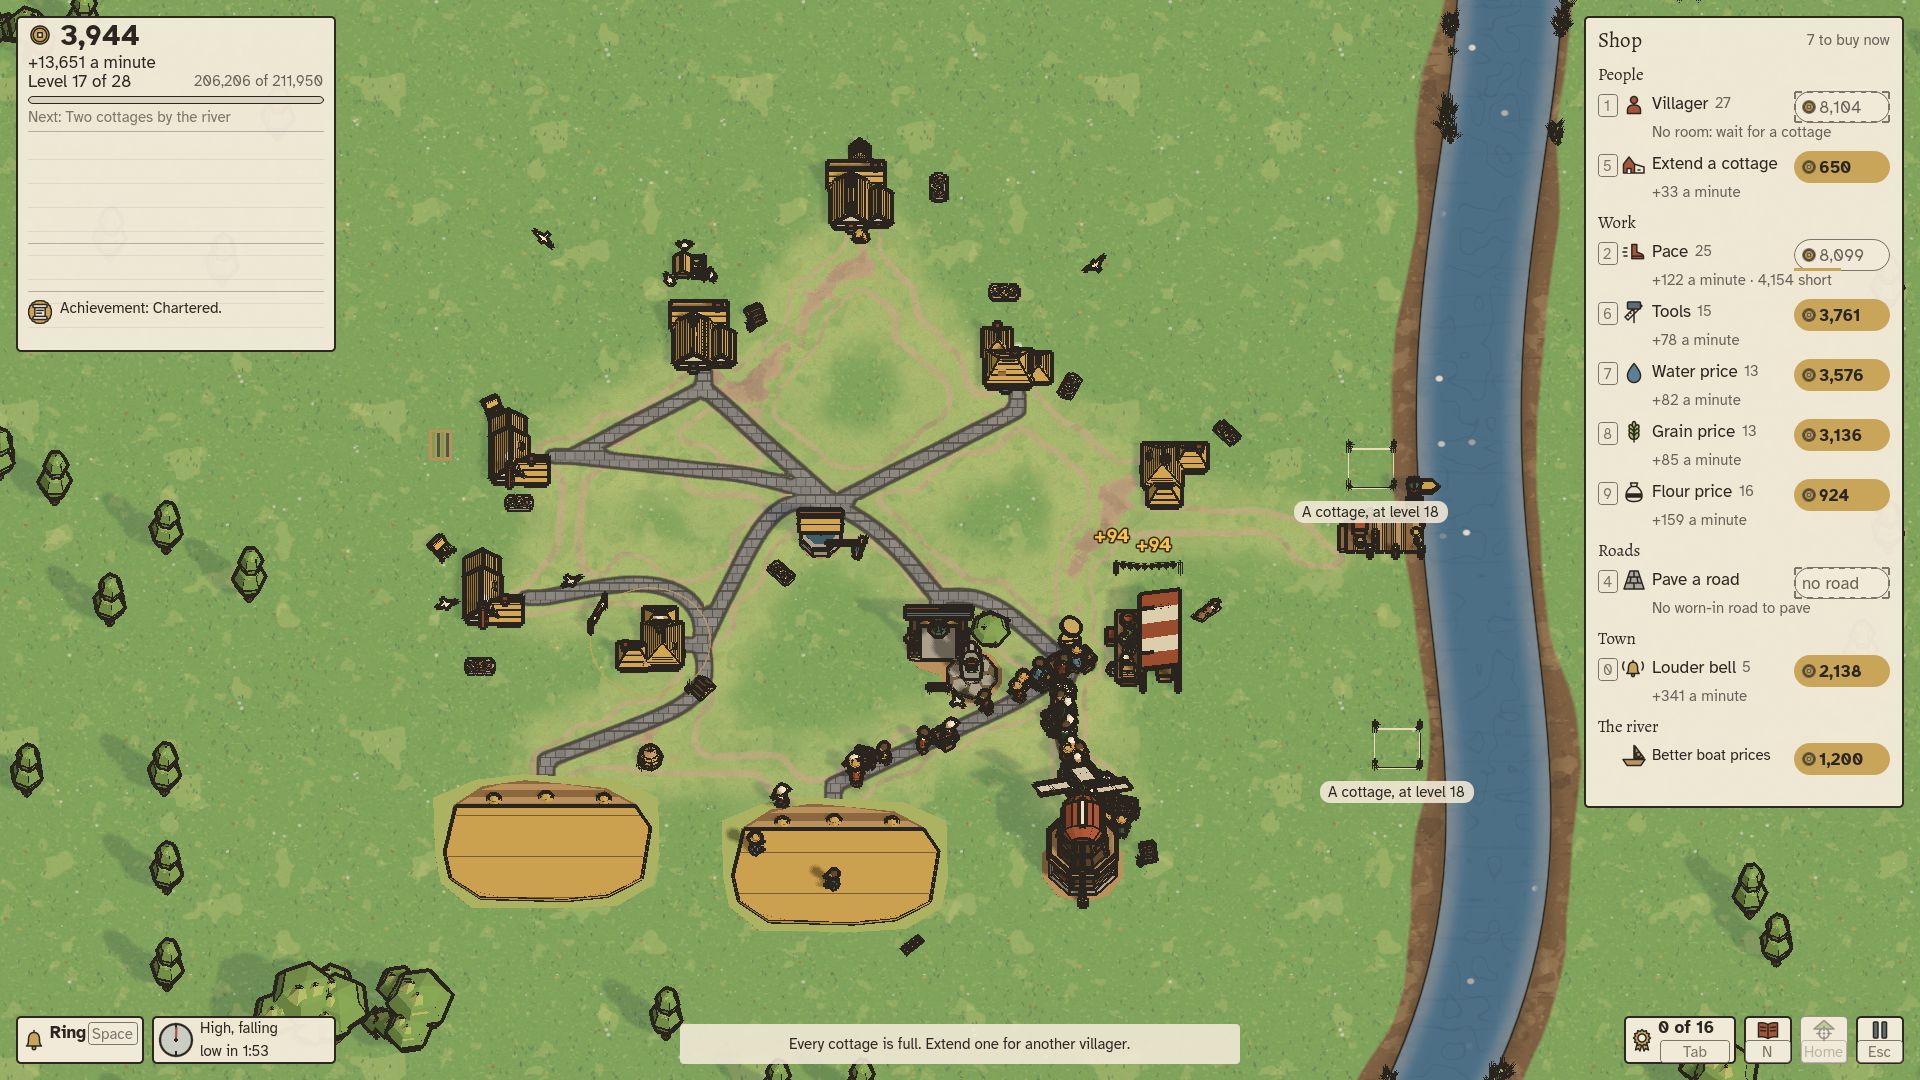 3,944
+13,651 a minute
Level 17 of 28 206,206 of 211,950
Next: Two cottages by the river
Achievement: Chartered.
Shop 7 to buy now
People
1 Villager 27 8,104
No room: wait for a cottage
5 Extend a cottage 650
+33 a minute
Work
2 Pace 25 8,099
+122 a minute · 4,154 short
6 Tools 15 3,761
+78 a minute
7 Water price 13 3,576
+82 a minute
8 Grain price 13 3,136
+85 a minute
9 Flour price 16 924
+159 a minute
Roads
4 Pave a road no road
No worn-in road to pave
Town
0 Louder bell 5 2,138
+341 a minute
The river
Better boat prices 1,200
A cottage, at level 18
+94 +94
A cottage, at level 18
Ring Space
High, falling
low in 1:53
Every cottage is full. Extend one for another villager.
0 of 16
Tab
N
Home
Esc